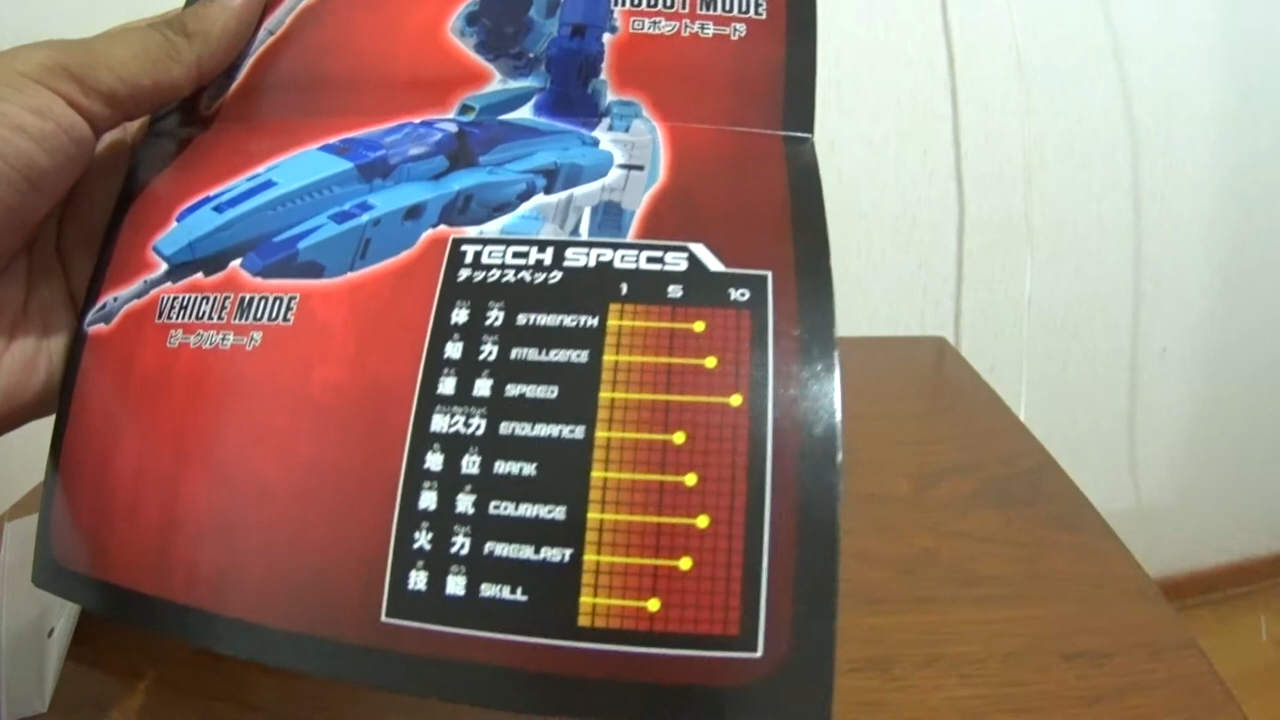 ROBOT MODE
ロボットモード
VEHICLE MODE
ビークルモード
TECH SPECS
テックスペック
1 5 10
体力 STRENGTH
知力 INTELLIGENCE
速度 SPEED
耐久力 ENDURANCE
地位 RANK
勇気 COURAGE
火力 FIREBLAST
技能 SKILL